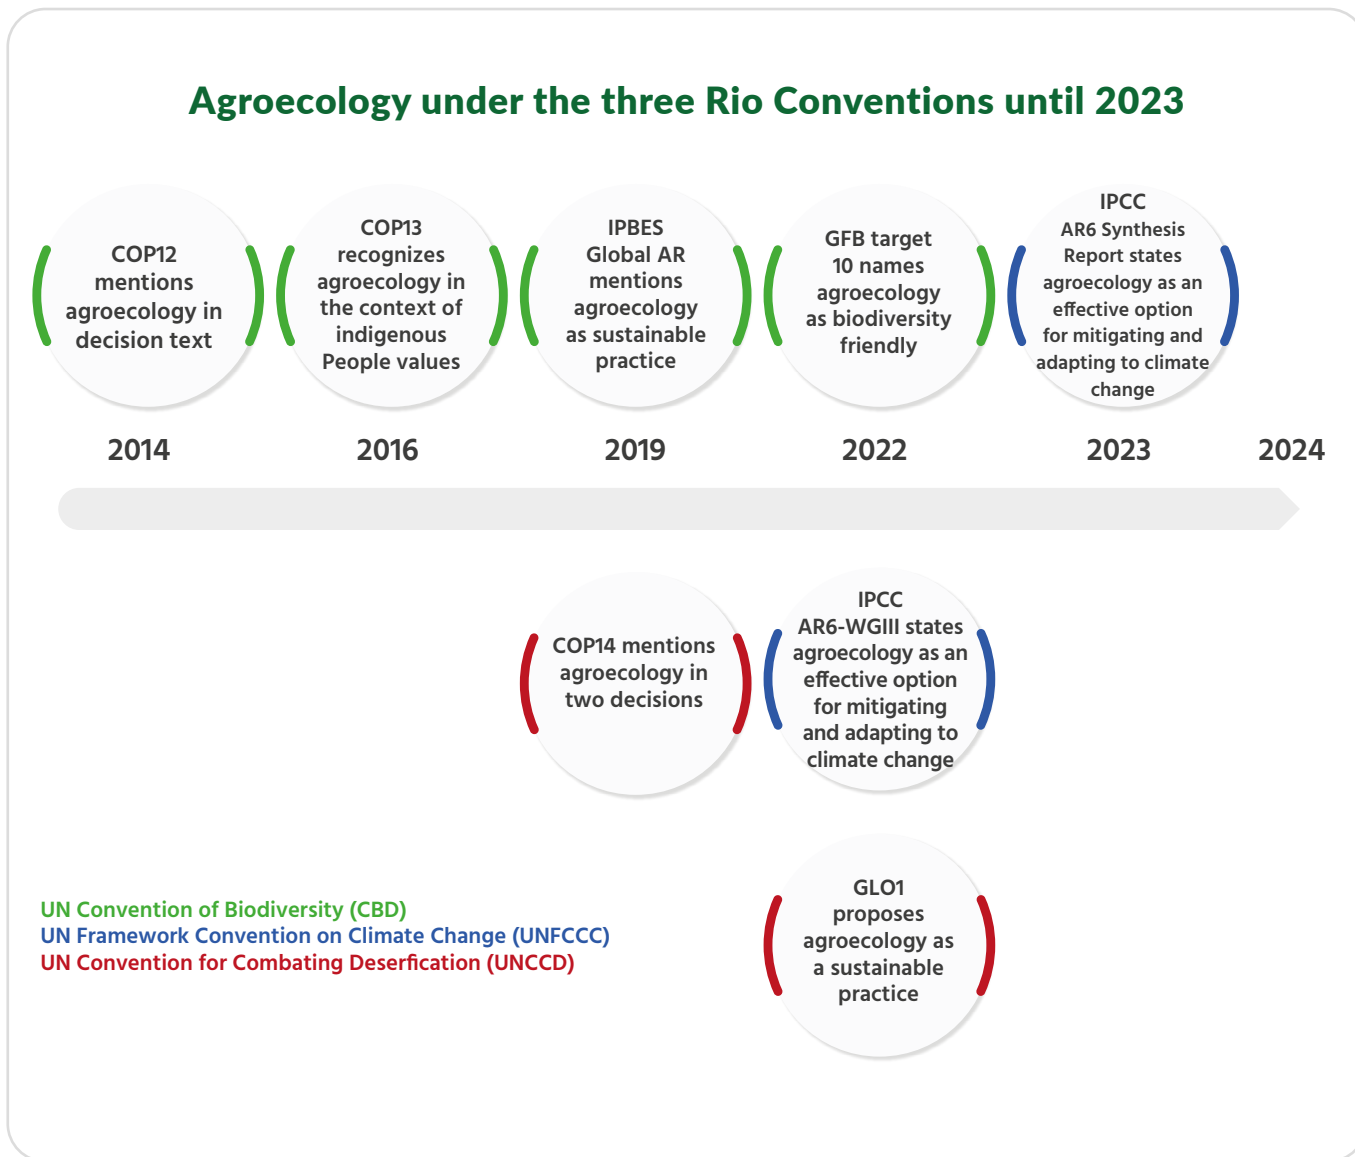 Agroecology under the three Rio Conventions until 2023
COP12
mentions
agroecology in
decision text
COP13
recognizes
agroecology in
the context of
indigenous
People values
IPBES
Global AR
mentions
agroecology
as sustainable
practice
GFB target
10 names
agroecology
as biodiversity
friendly
IPCC
AR6 Synthesis
Report states
agroecology as an
effective option
for mitigating and
adapting to climate
change
2014
2016
2019
2022
2023
2024
COP14 mentions
agroecology in
two decisions
IPCC
AR6-WGIII states
agroecology as an
effective option
for mitigating
and adapting to
climate change
GLO1
proposes
agroecology as
a sustainable
practice
UN Convention of Biodiversity (CBD)
UN Framework Convention on Climate Change (UNFCCC)
UN Convention for Combating Deserfication (UNCCD)